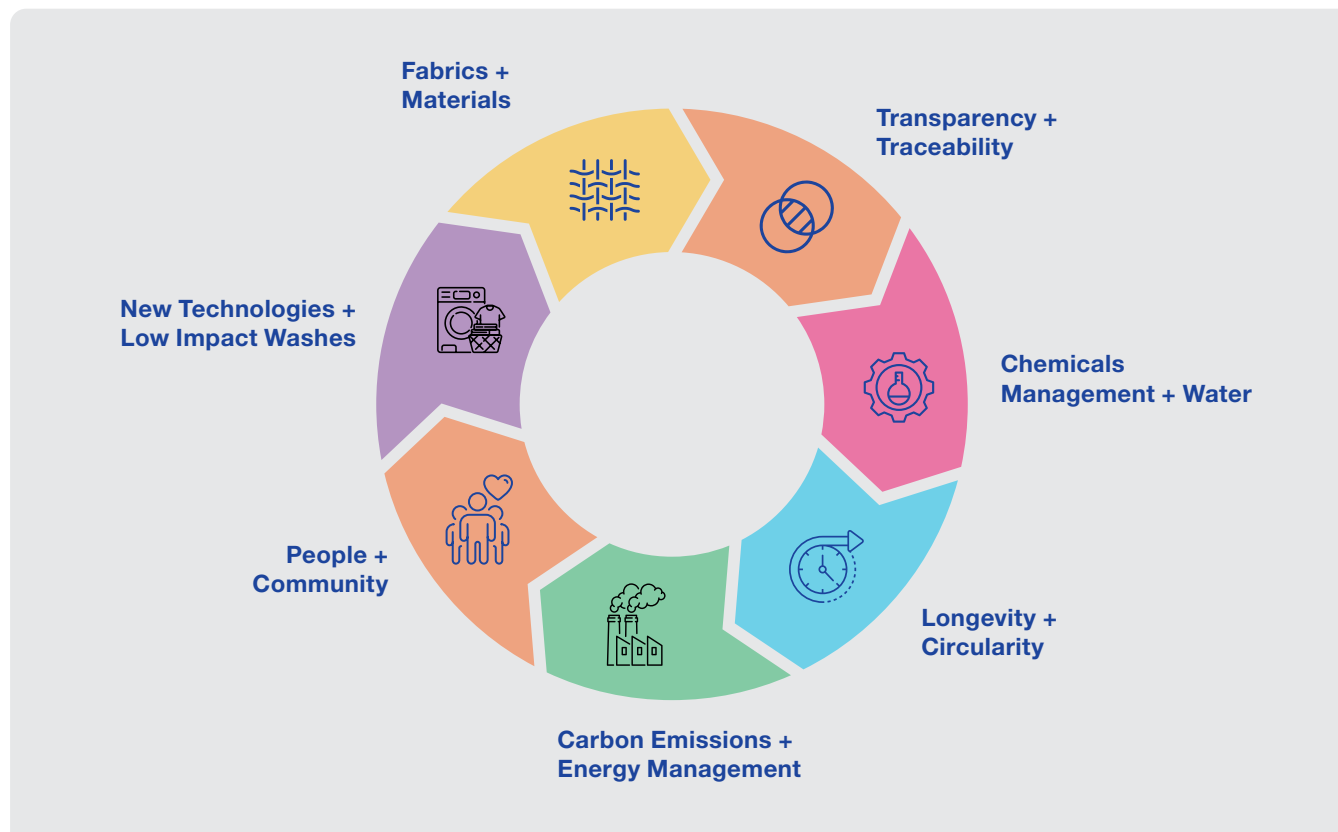 Fabrics +
Materials
Transparency +
Traceability
New Technologies +
Low Impact Washes
Chemicals
Management + Water
People +
Community
Longevity +
Circularity
Carbon Emissions +
Energy Management